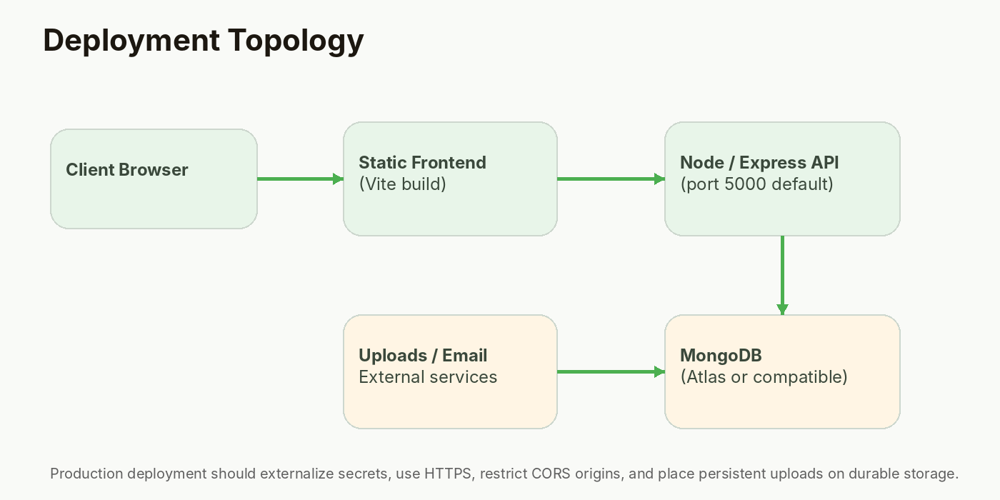 Deployment Topology
Client Browser
Static Frontend
(Vite build)
Node / Express API
(port 5000 default)
Uploads / Email
External services
MongoDB
(Atlas or compatible)
Production deployment should externalize secrets, use HTTPS, restrict CORS origins, and place persistent uploads on durable storage.